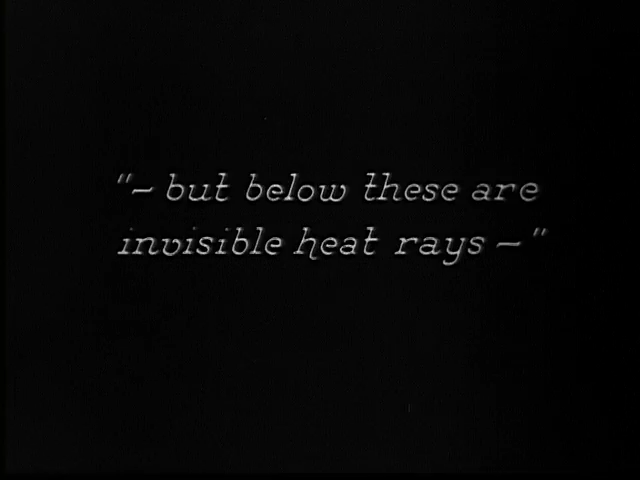 "– but below these are
invisible heat rays – "